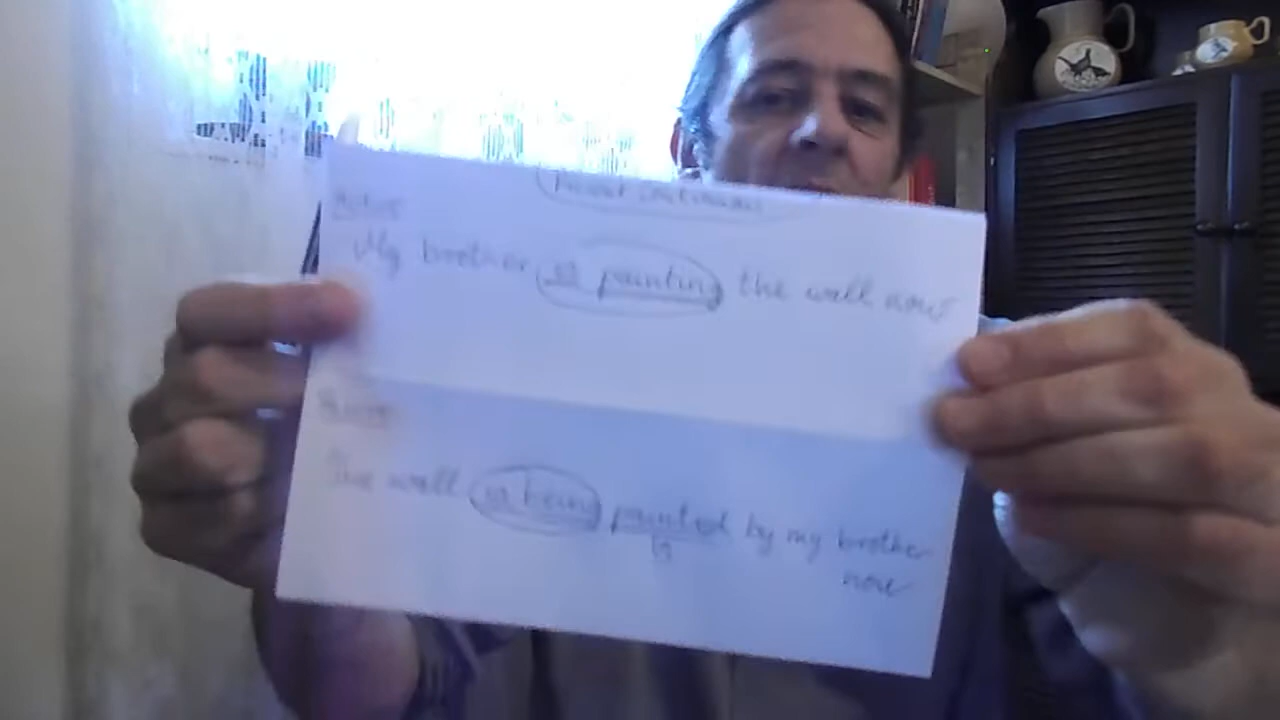 Present continuous
Active
My brother is painting the wall now
Passive
The wall is being painted by my brother
now